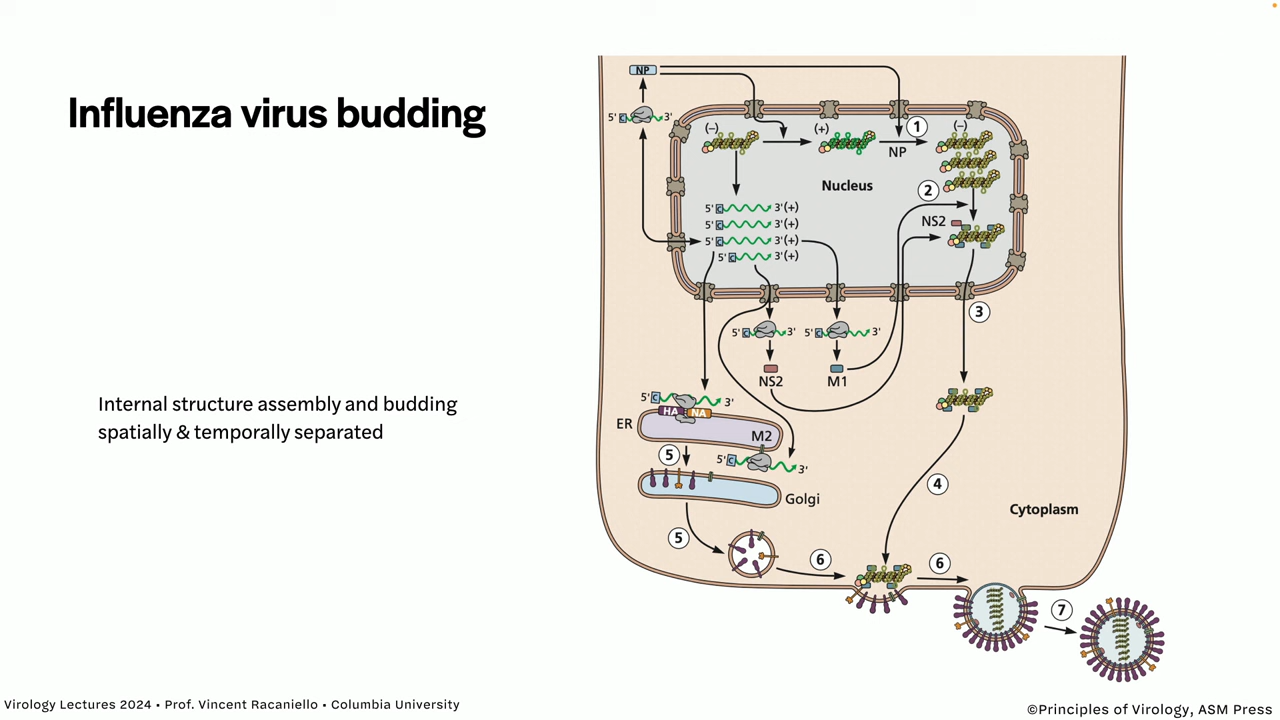 Influenza virus budding
Internal structure assembly and budding
spatially & temporally separated
NP
5' C 3'
(–)
(+)
1
(–)
NP
Nucleus
2
5' C 3'(+)
5' C 3'(+)
5' C 3'(+)
5' C 3'(+)
NS2
3
5' C 3'
5' C 3'
NS2
M1
5' C 3'
HA NA
ER
M2
5
5' C 3'
Golgi
4
Cytoplasm
5
6
6
7
Virology Lectures 2024 • Prof. Vincent Racaniello • Columbia University
©Principles of Virology, ASM Press